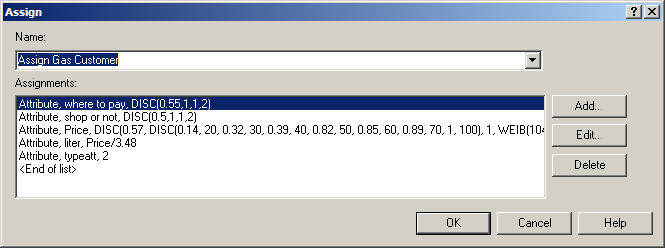 Assign
Name:
Assign Gas Customer
Assignments:
Attribute, where to pay, DISC(0.55,1,1,2)
Attribute, shop or not, DISC(0.5,1,1,2)
Attribute, Price, DISC(0.57, DISC(0.14, 20, 0.32, 30, 0.39, 40, 0.82, 50, 0.85, 60, 0.89, 70, 1, 100), 1, WEIB(104
Attribute, liter, Price/3.48
Attribute, typeatt, 2
<End of list>
Add...
Edit...
Delete
OK
Cancel
Help